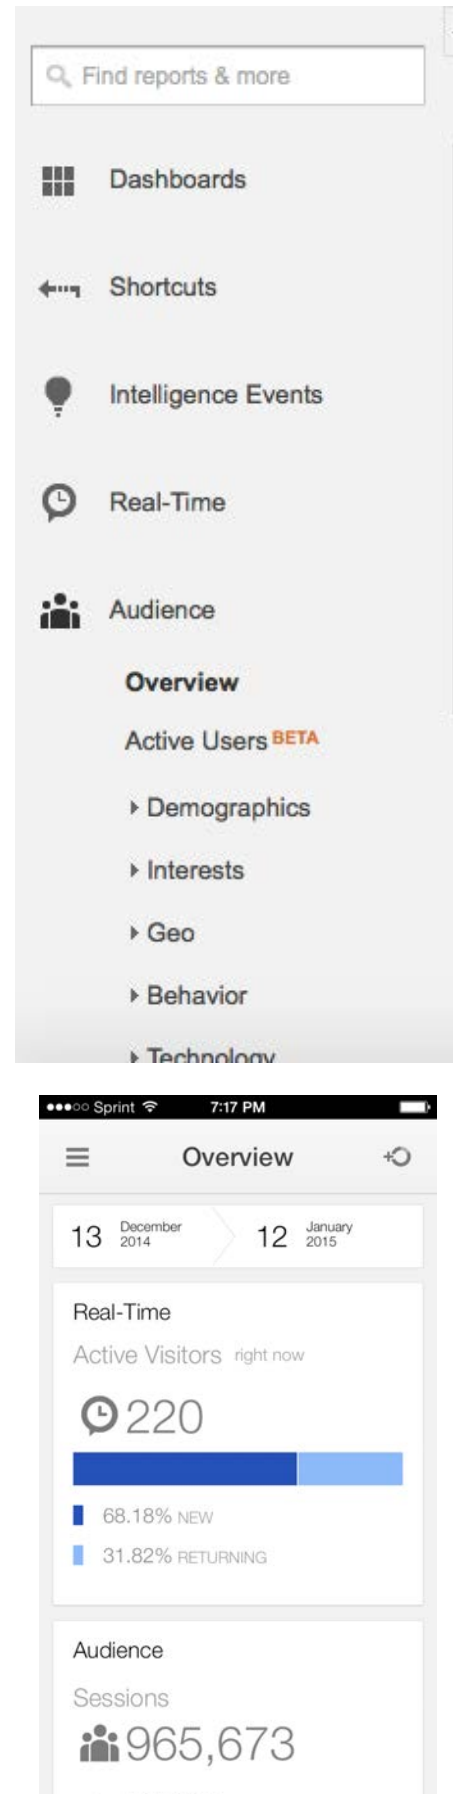 Find reports & more
Dashboards
Shortcuts
Intelligence Events
Real-Time
Audience
Overview
Active Users BETA
Demographics
Interests
Geo
Behavior
Technology
Sprint 7:17 PM
Overview
13 December 2014 12 January 2015
Real-Time
Active Visitors right now
220
68.18% NEW
31.82% RETURNING
Audience
Sessions
965,673